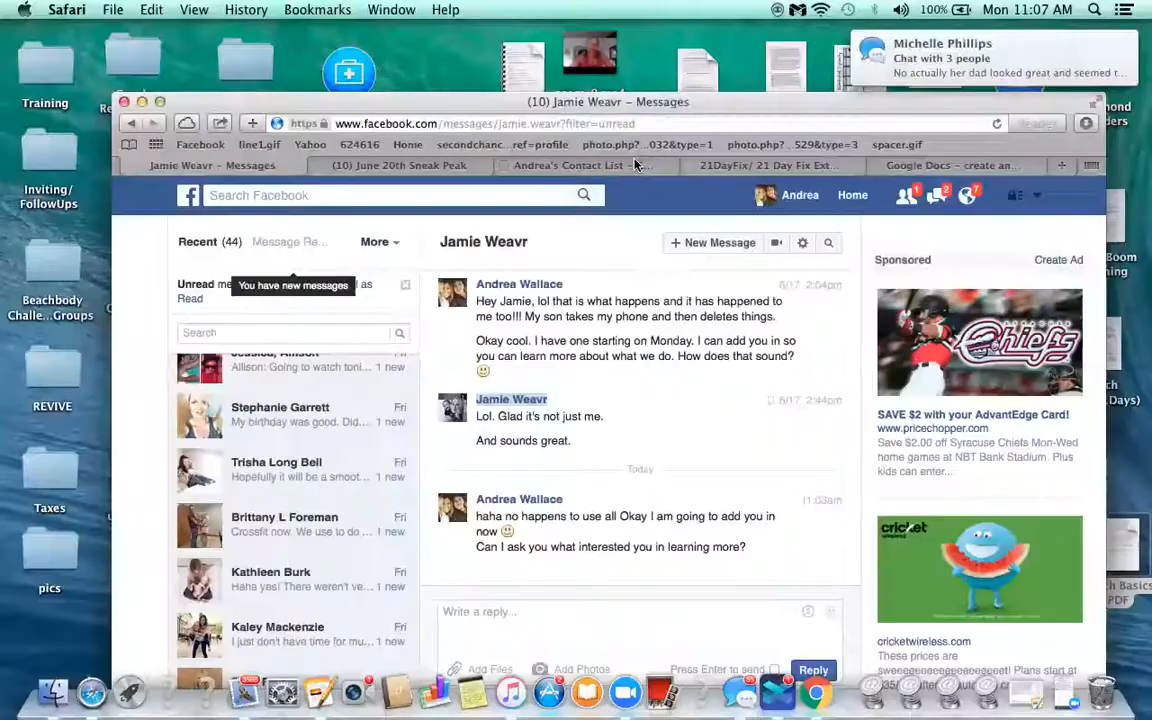 Safari File Edit View History Bookmarks Window Help 100% Mon 11:07 AM
Michelle Phillips
Chat with 3 people
No actually her dad looked great and seemed t...
Training
Inviting/
FollowUps
Beachbody
Challe...Groups
REVIVE
Taxes
pics
(10) Jamie Weavr – Messages
https www.facebook.com/messages/jamie.weavr?filter=unread Reader
Facebook line1.gif Yahoo 624616 Home secondchanc...ref=profile photo.php?...032&type=1 photo.php?...529&type=3 spacer.gif
Jamie Weavr – Messages (10) June 20th Sneak Peak Andrea's Contact List – 21DayFix/ 21 Day Fix Ext... Google Docs – create an...
Search Facebook Andrea Home 1 2 7
Recent (44) Message Re... More
You have new messages
Unread me as
Read
Search
Allison: Going to watch toni... 1 new
Stephanie Garrett Fri
My birthday was good. Did... 1 new
Trisha Long Bell Fri
Hopefully it will be a smoot... 1 new
Brittany L Foreman Fri
Crossfit now. We use to do ... 1 new
Kathleen Burk Fri
Haha yes! There weren't ve... 1 new
Kaley Mackenzie Fri
I just don't have time for mu... 1 new
Jamie Weavr
+ New Message
Andrea Wallace 6/17 2:04pm
Hey Jamie, lol that is what happens and it has happened to
me too!!! My son takes my phone and then deletes things.
Okay cool. I have one starting on Monday. I can add you in so
you can learn more about what we do. How does that sound?
Jamie Weavr 6/17 2:44pm
Lol. Glad it's not just me.
And sounds great.
Today
Andrea Wallace 11:03am
haha no happens to use all Okay I am going to add you in
now
Can I ask you what interested you in learning more?
Write a reply...
Add Files Add Photos Press Enter to send Reply
Sponsored Create Ad
Chiefs
SAVE $2 with your AdvantEdge Card!
www.pricechopper.com
Save $2.00 off Syracuse Chiefs Mon-Wed
home games at NBT Bank Stadium. Plus
kids can enter...
cricket
wireless
cricketwireless.com
These prices are
PDF